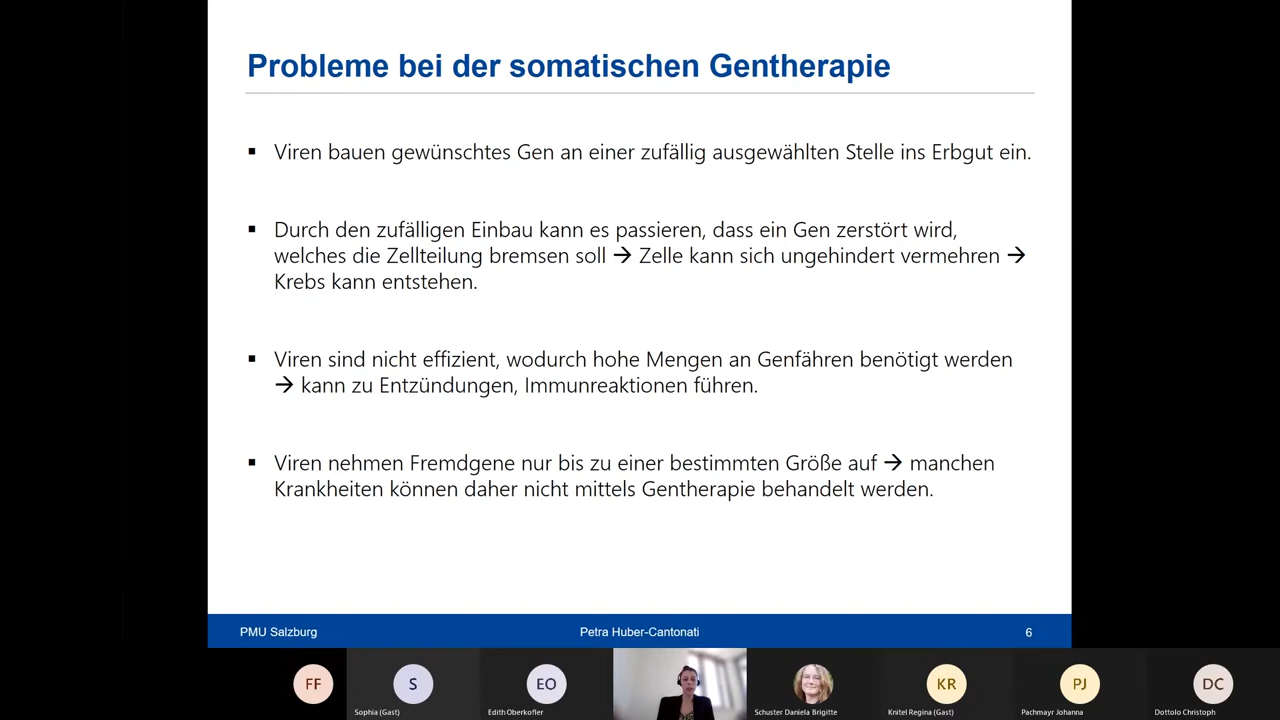 Probleme bei der somatischen Gentherapie
▪ Viren bauen gewünschtes Gen an einer zufällig ausgewählten Stelle ins Erbgut ein.
▪ Durch den zufälligen Einbau kann es passieren, dass ein Gen zerstört wird,
welches die Zellteilung bremsen soll → Zelle kann sich ungehindert vermehren →
Krebs kann entstehen.
▪ Viren sind nicht effizient, wodurch hohe Mengen an Genfähren benötigt werden
→ kann zu Entzündungen, Immunreaktionen führen.
▪ Viren nehmen Fremdgene nur bis zu einer bestimmten Größe auf → manchen
Krankheiten können daher nicht mittels Gentherapie behandelt werden.
PMU Salzburg
Petra Huber-Cantonati
6
FF
S
EO
KR
PJ
DC
Sophia (Gast)
Edith Oberkofler
Schuster Daniela Brigitte
Knitel Regina (Gast)
Pachmayr Johanna
Dottolo Christoph